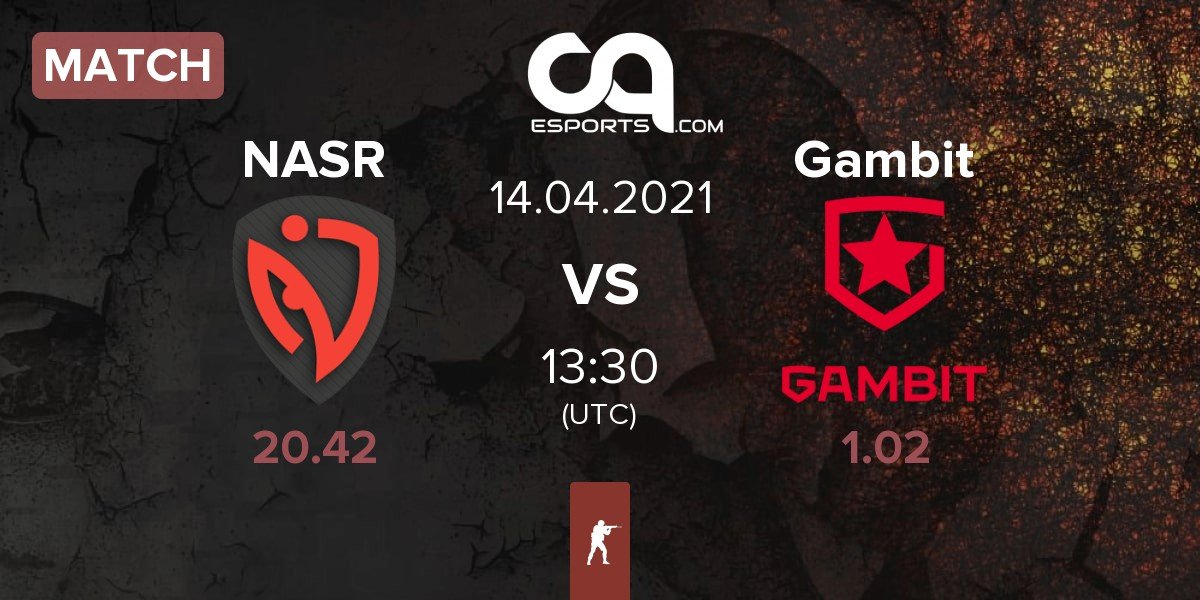 MATCH
ESPORTS.COM
NASR
14.04.2021
VS
13:30
(UTC)
20.42
Gambit
GAMBIT
1.02